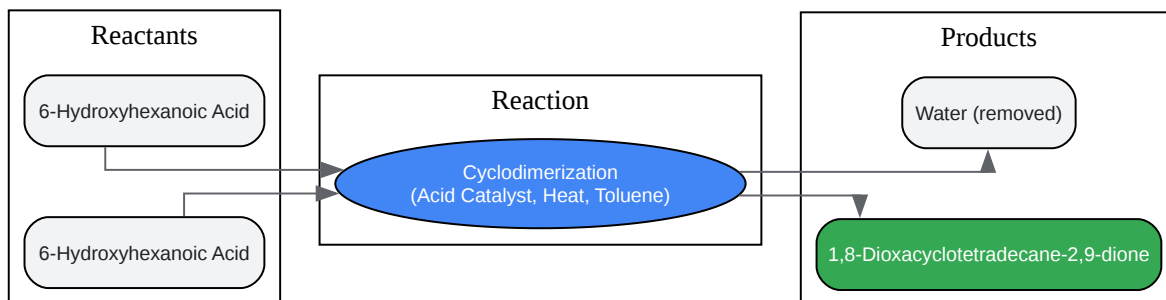 Reactants
6-Hydroxyhexanoic Acid
6-Hydroxyhexanoic Acid
Reaction
Cyclodimerization
(Acid Catalyst, Heat, Toluene)
Products
Water (removed)
1,8-Dioxacyclotetradecane-2,9-dione